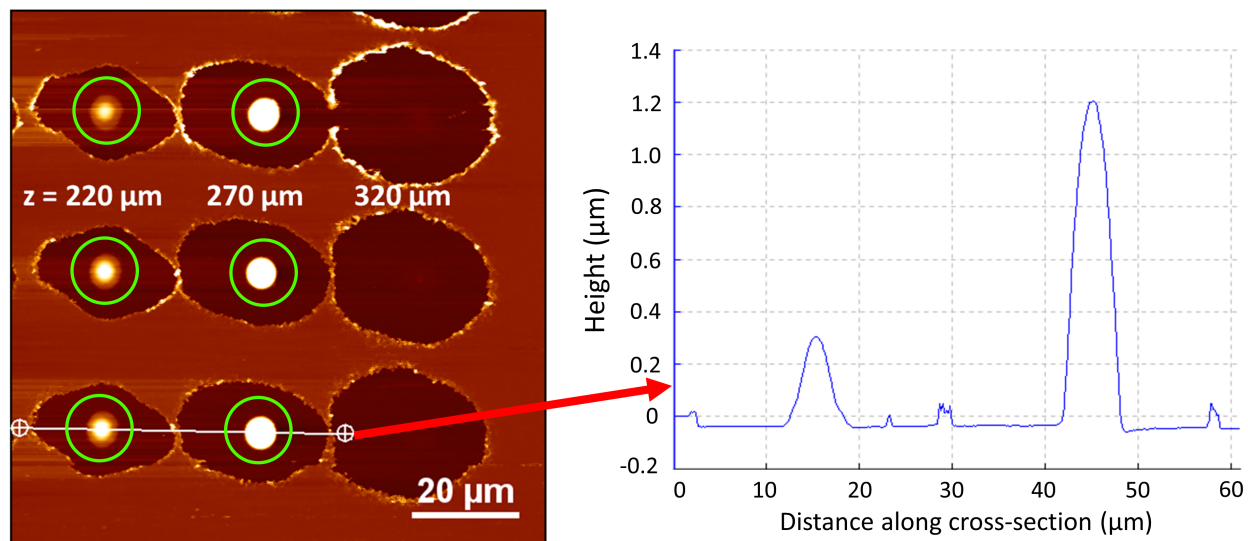 z = 220 µm 270 µm 320 µm
20 µm
1.4
1.2
1.0
0.8
0.6
0.4
0.2
0
-0.2
0 10 20 30 40 50 60
Height (µm)
Distance along cross-section (µm)